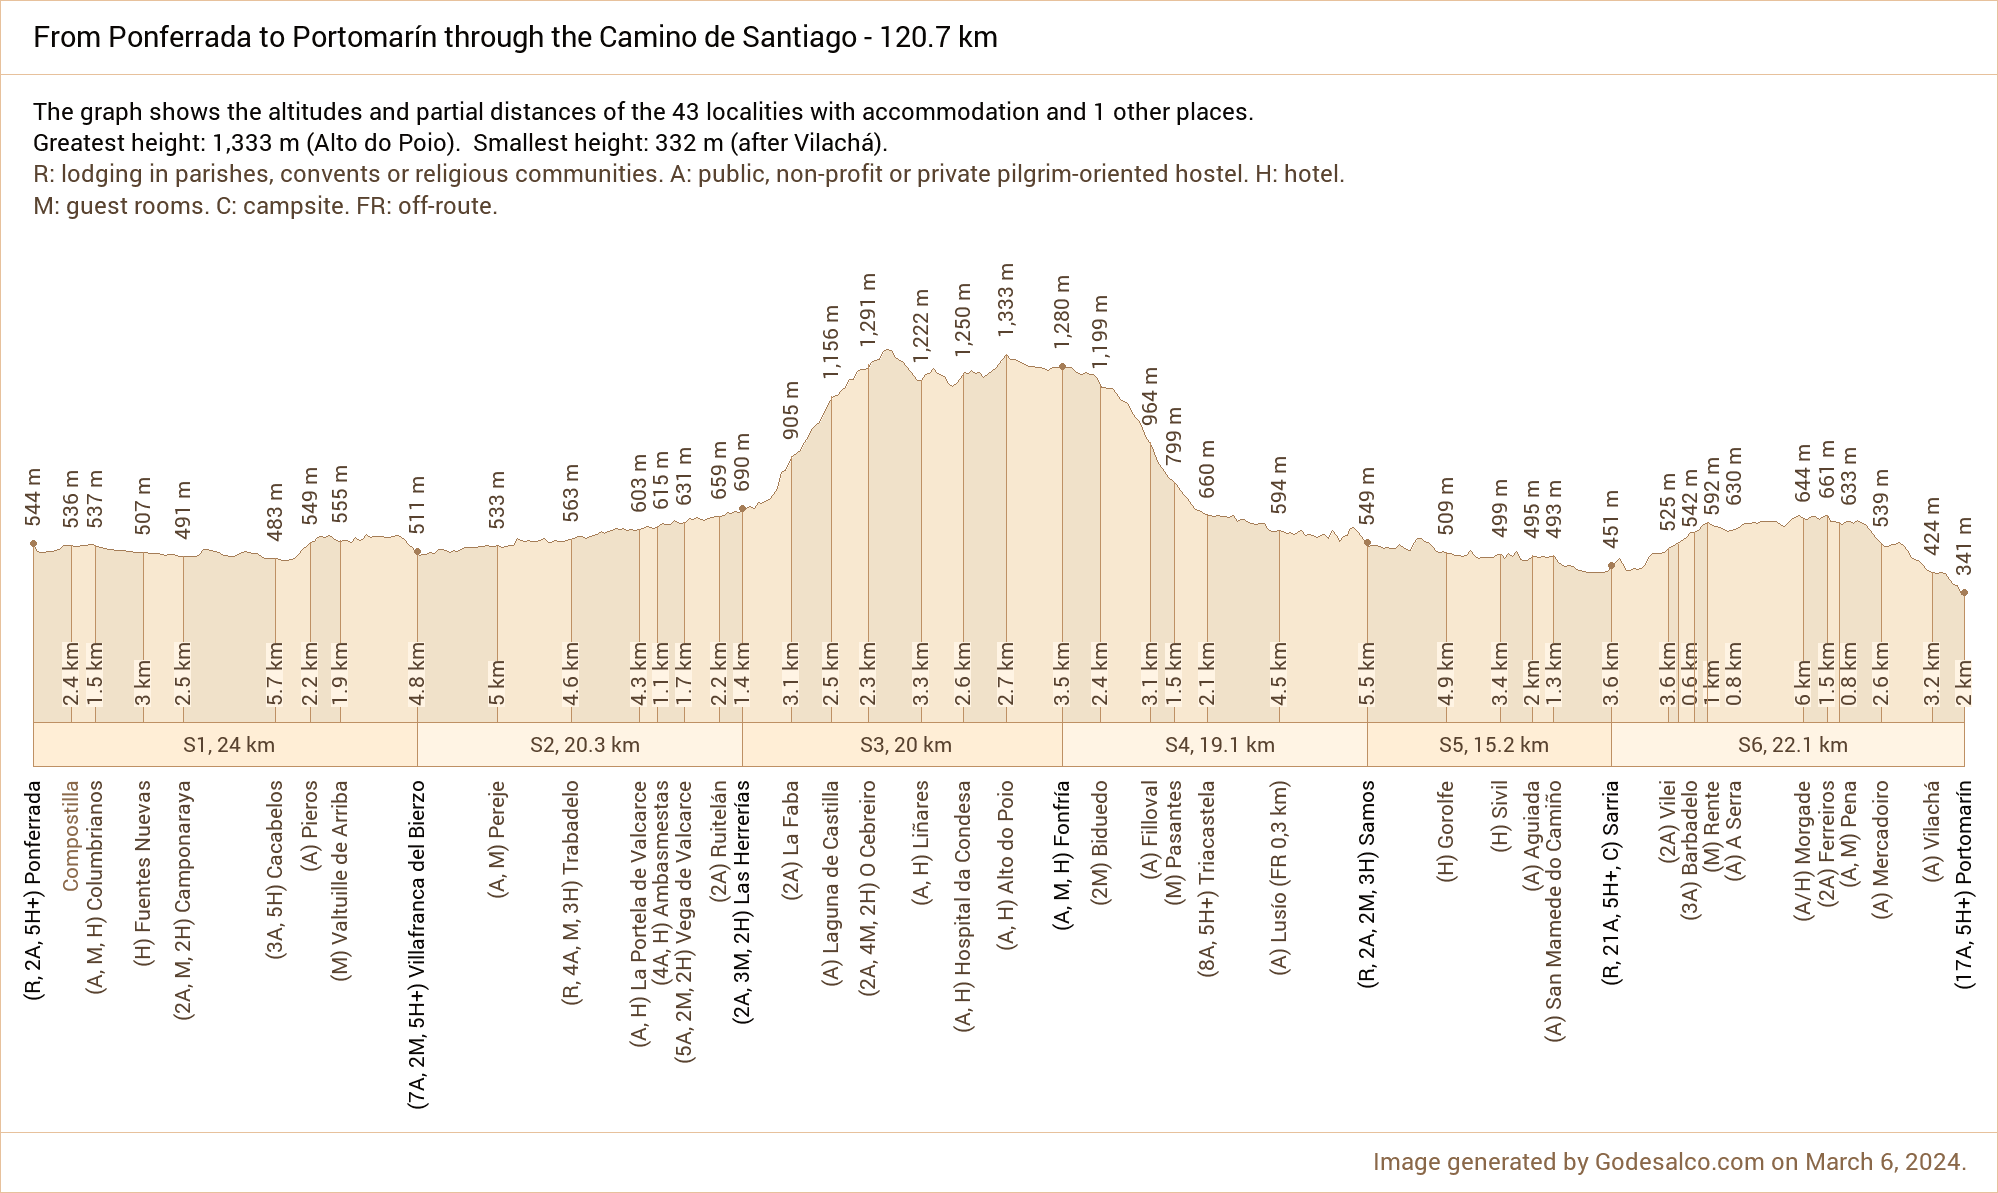 From Ponferrada to Portomarín through the Camino de Santiago - 120.7 km
The graph shows the altitudes and partial distances of the 43 localities with accommodation and 1 other places.
Greatest height: 1,333 m (Alto do Poio).  Smallest height: 332 m (after Vilachá).
R: lodging in parishes, convents or religious communities. A: public, non-profit or private pilgrim-oriented hostel. H: hotel.
M: guest rooms. C: campsite. FR: off-route.
544 m
536 m
537 m
507 m
491 m
483 m
549 m
555 m
511 m
533 m
563 m
603 m
615 m
631 m
659 m
690 m
905 m
1,156 m
1,291 m
1,222 m
1,250 m
1,333 m
1,280 m
1,199 m
964 m
799 m
660 m
594 m
549 m
509 m
499 m
495 m
493 m
451 m
525 m
542 m
592 m
630 m
644 m
661 m
633 m
539 m
424 m
341 m
2.4 km
1.5 km
3 km
2.5 km
5.7 km
2.2 km
1.9 km
4.8 km
5 km
4.6 km
4.3 km
1.1 km
1.7 km
2.2 km
1.4 km
3.1 km
2.5 km
2.3 km
3.3 km
2.6 km
2.7 km
3.5 km
2.4 km
3.1 km
1.5 km
2.1 km
4.5 km
5.5 km
4.9 km
3.4 km
2 km
1.3 km
3.6 km
3.6 km
0.6 km
1 km
0.8 km
6 km
1.5 km
0.8 km
2.6 km
3.2 km
2 km
S1, 24 km
S2, 20.3 km
S3, 20 km
S4, 19.1 km
S5, 15.2 km
S6, 22.1 km
(R, 2A, 5H+) Ponferrada
Compostilla
(A, M, H) Columbrianos
(H) Fuentes Nuevas
(2A, M, 2H) Camponaraya
(3A, 5H) Cacabelos
(A) Pieros
(M) Valtuille de Arriba
(7A, 2M, 5H+) Villafranca del Bierzo
(A, M) Pereje
(R, 4A, M, 3H) Trabadelo
(A, H) La Portela de Valcarce
(4A, H) Ambasmestas
(5A, 2M, 2H) Vega de Valcarce
(2A) Ruitelán
(2A, 3M, 2H) Las Herrerías
(2A) La Faba
(A) Laguna de Castilla
(2A, 4M, 2H) O Cebreiro
(A, H) Liñares
(A, H) Hospital da Condesa
(A, H) Alto do Poio
(A, M, H) Fonfría
(2M) Biduedo
(A) Filloval
(M) Pasantes
(8A, 5H+) Triacastela
(A) Lusío (FR 0,3 km)
(R, 2A, 2M, 3H) Samos
(H) Gorolfe
(H) Sivil
(A) Aguiada
(A) San Mamede do Camiño
(R, 21A, 5H+, C) Sarria
(2A) Vilei
(3A) Barbadelo
(M) Rente
(A) A Serra
(A/H) Morgade
(2A) Ferreiros
(A, M) Pena
(A) Mercadoiro
(A) Vilachá
(17A, 5H+) Portomarín
Image generated by Godesalco.com on March 6, 2024.